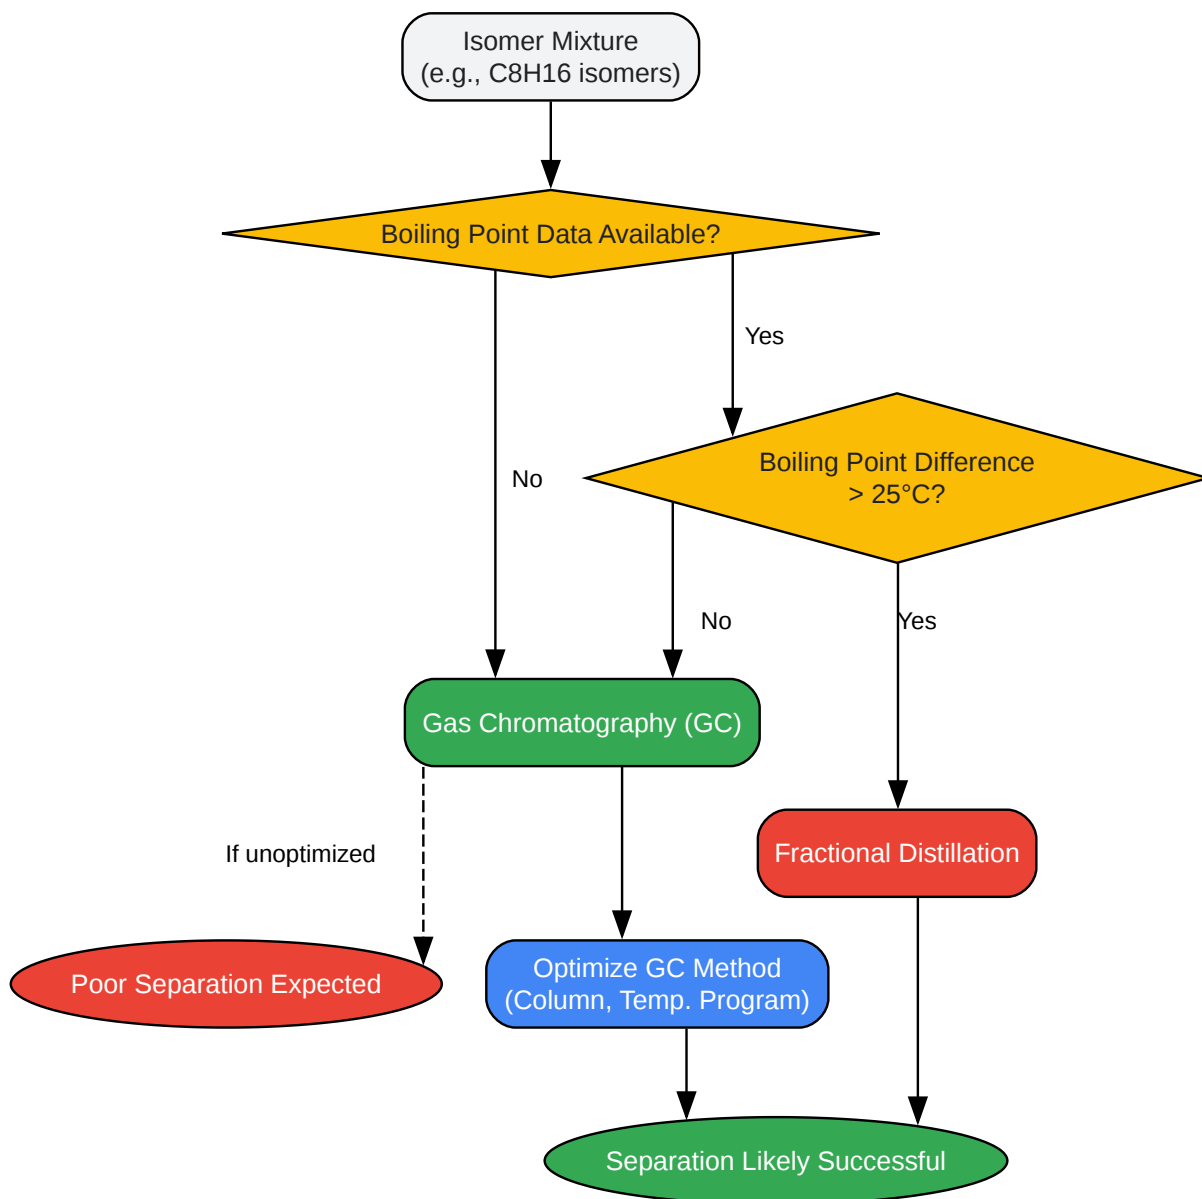 Isomer Mixture
(e.g., C8H16 isomers)
Boiling Point Data Available?
Yes
Boiling Point Difference
> 25°C?
No
No
Yes
Gas Chromatography (GC)
If unoptimized
Fractional Distillation
Poor Separation Expected
Optimize GC Method
(Column, Temp. Program)
Separation Likely Successful